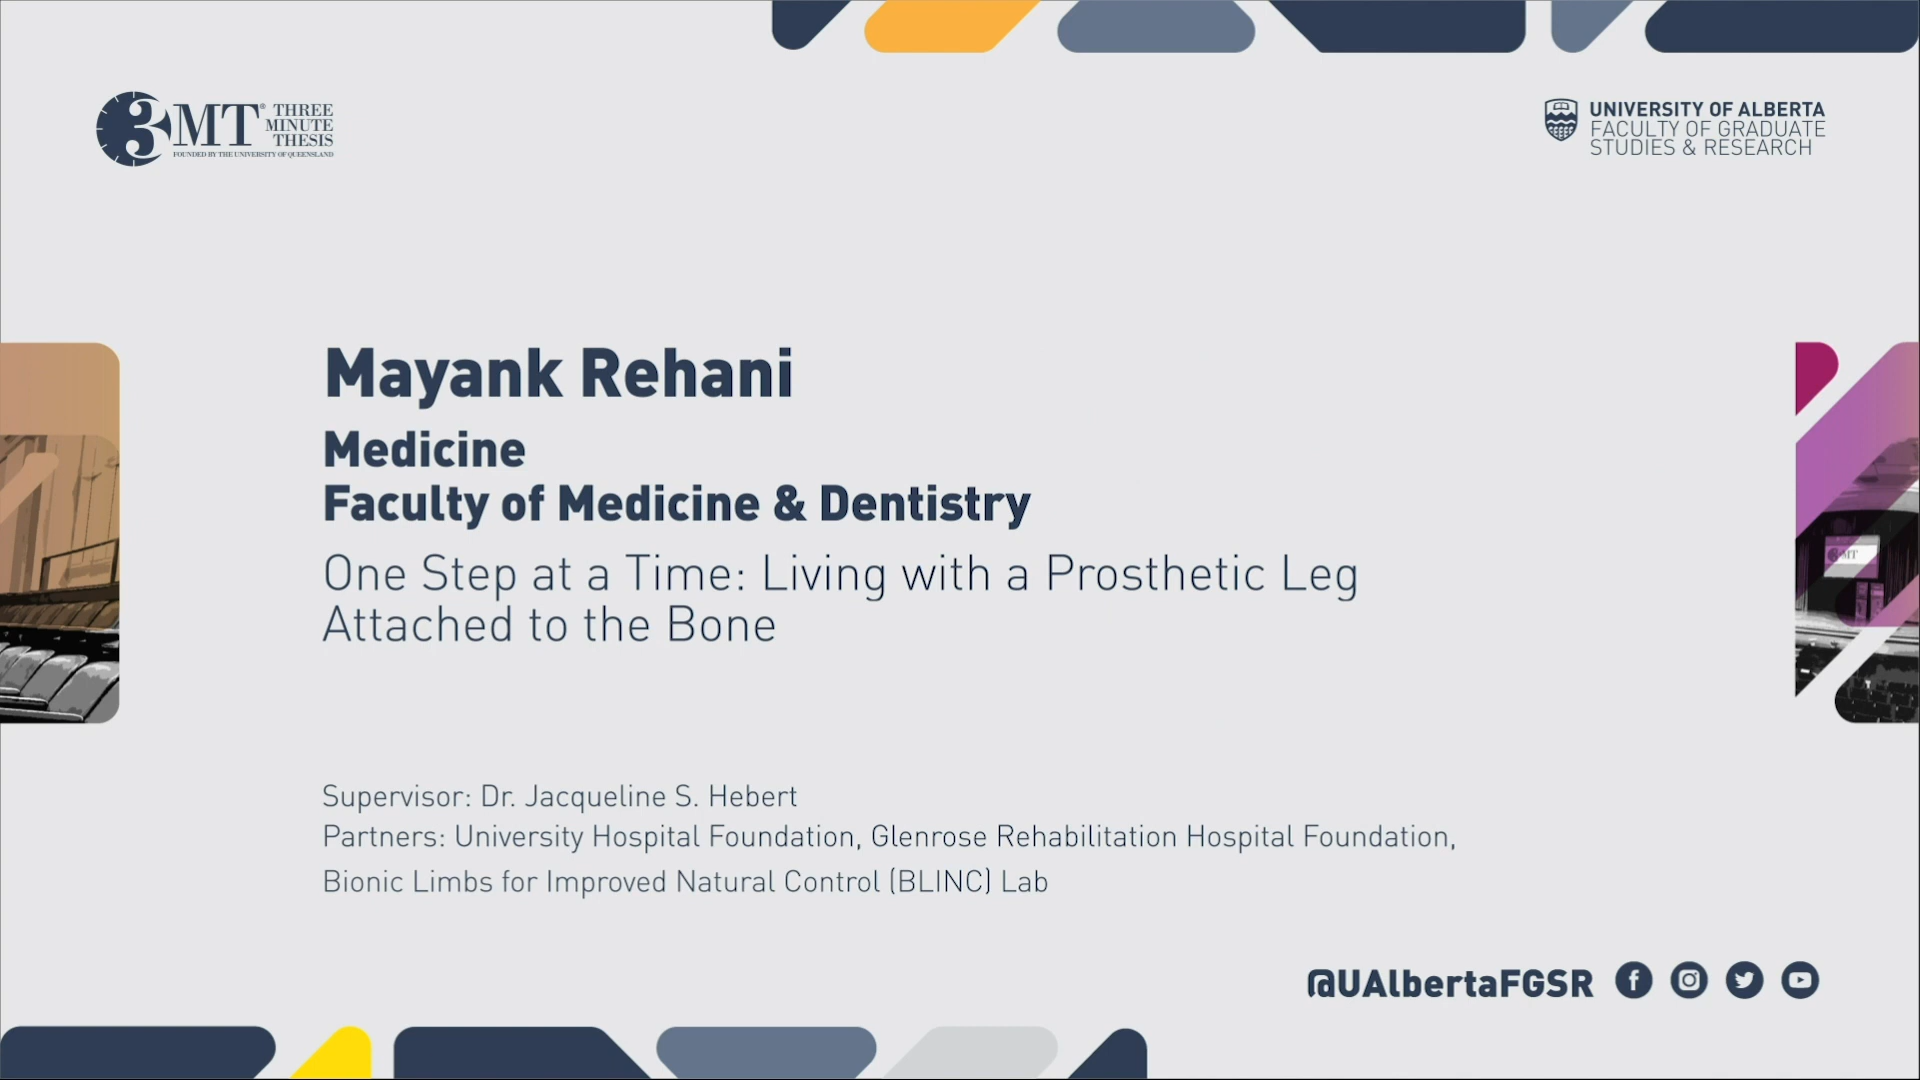 3MT® THREE
MINUTE
THESIS
FOUNDED BY THE UNIVERSITY OF QUEENSLAND
UNIVERSITY OF ALBERTA
FACULTY OF GRADUATE
STUDIES & RESEARCH
Mayank Rehani
Medicine
Faculty of Medicine & Dentistry
One Step at a Time: Living with a Prosthetic Leg
Attached to the Bone
3MT
Supervisor: Dr. Jacqueline S. Hebert
Partners: University Hospital Foundation, Glenrose Rehabilitation Hospital Foundation,
Bionic Limbs for Improved Natural Control (BLINC) Lab
@UAlbertaFGSR